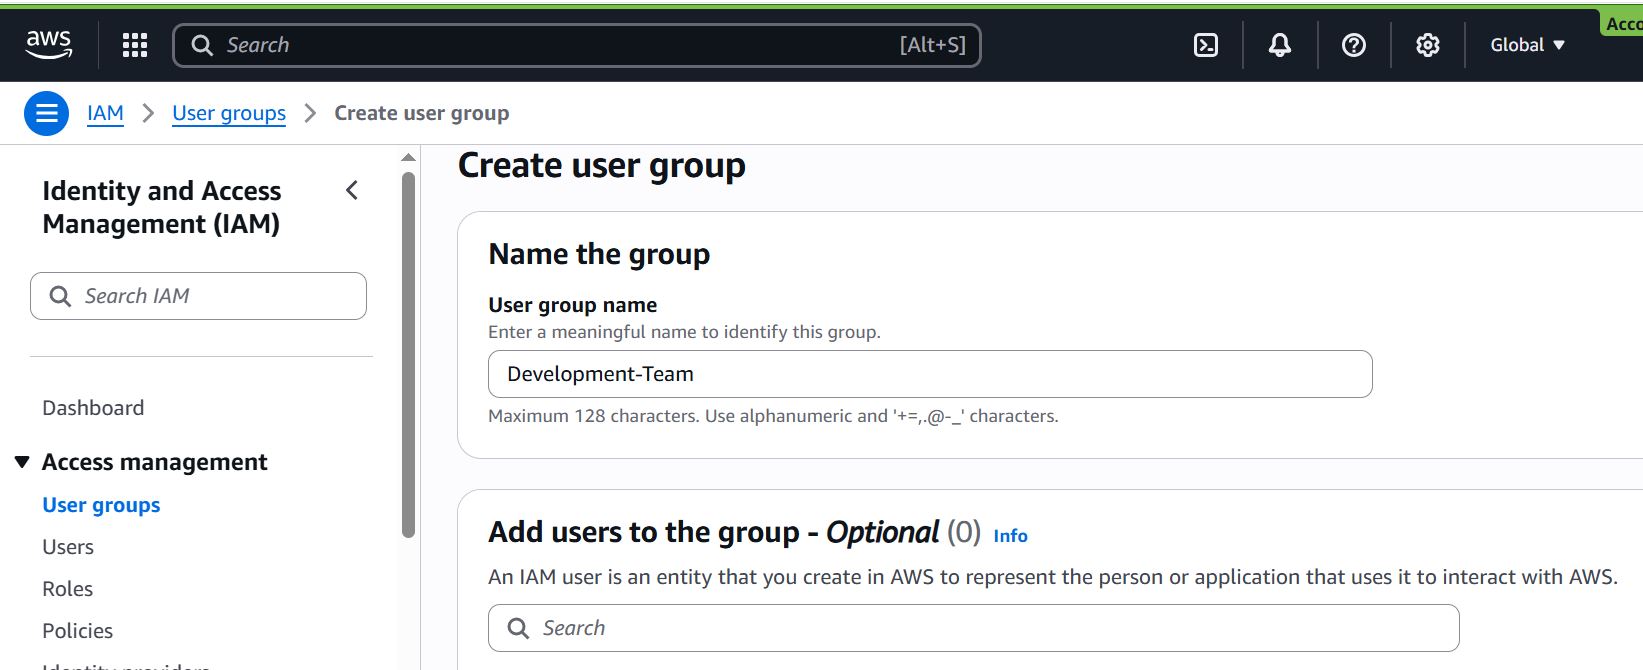 Acco
aws
Search [Alt+S] Global
IAM > User groups > Create user group
Identity and Access
Management (IAM)
Search IAM
Dashboard
Access management
User groups
Users
Roles
Policies
Identity providers
Create user group
Name the group
User group name
Enter a meaningful name to identify this group.
Development-Team
Maximum 128 characters. Use alphanumeric and '+=,.@-_' characters.
Add users to the group - Optional (0) Info
An IAM user is an entity that you create in AWS to represent the person or application that uses it to interact with AWS.
Search